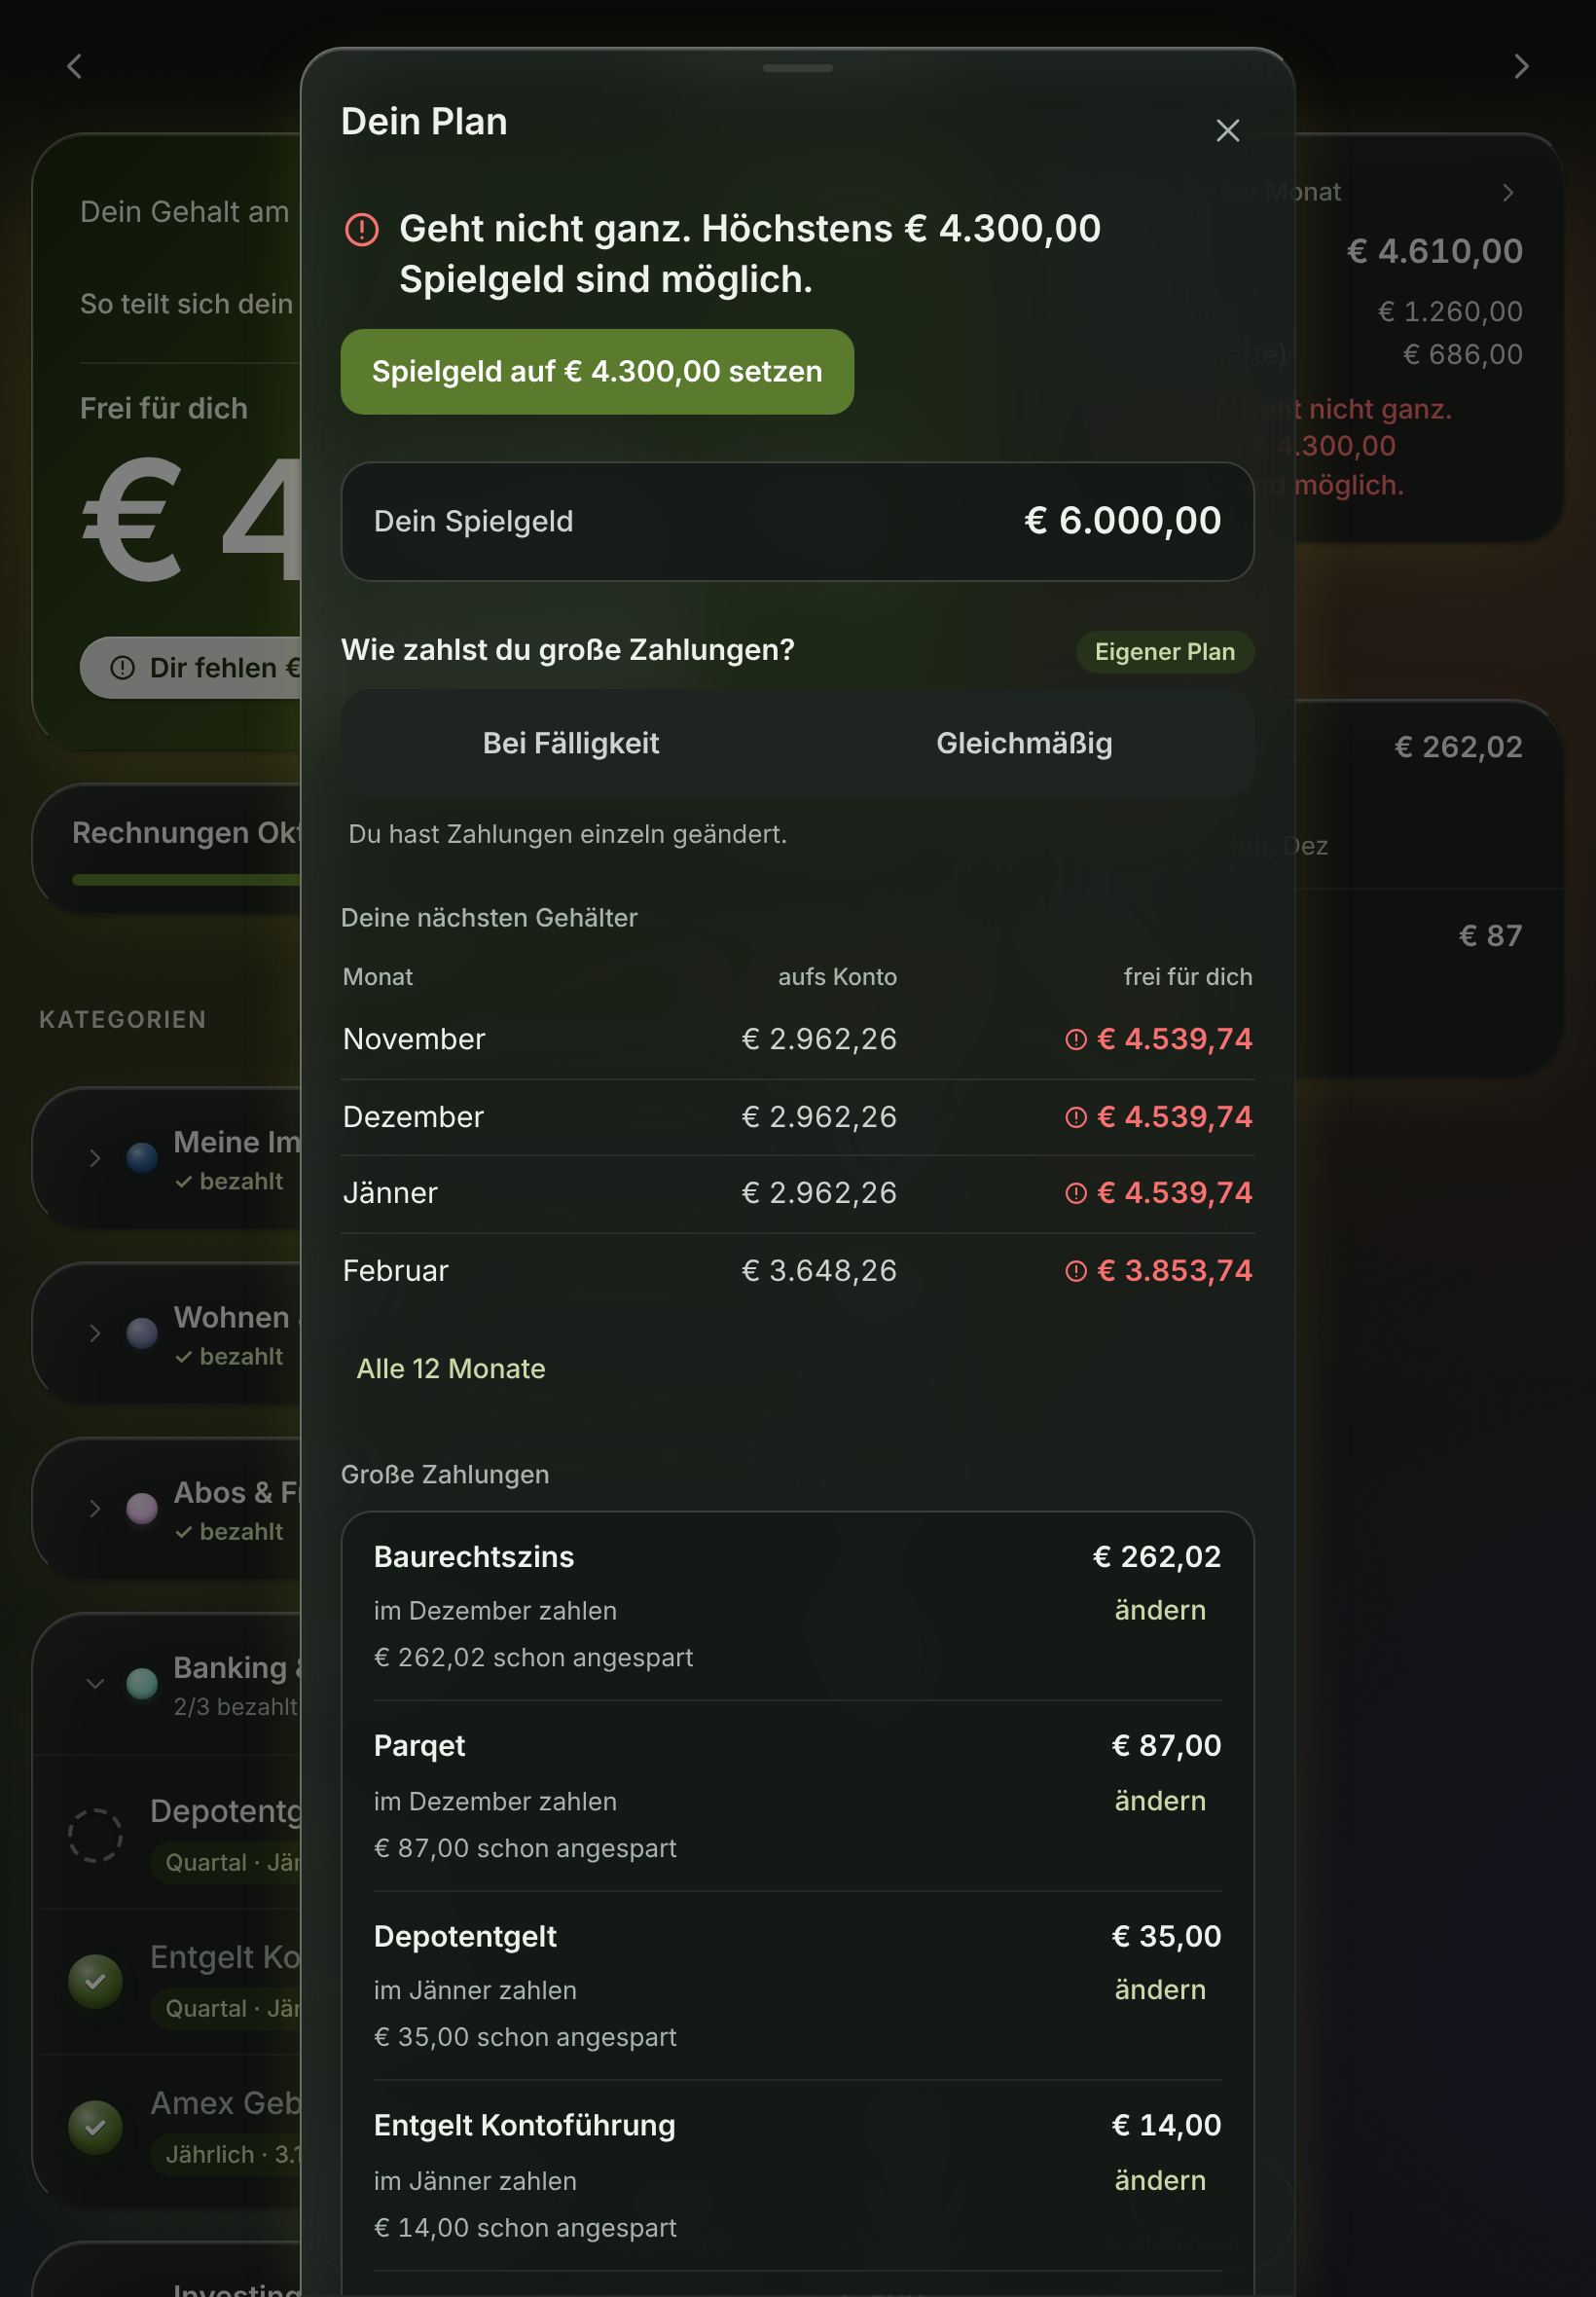 Dein Plan
Dein Gehalt am
Monat
Geht nicht ganz. Höchstens € 4.300,00
Spielgeld sind möglich.
€ 4.610,00
So teilt sich dein
€ 1.260,00
€ 686,00
Spielgeld auf € 4.300,00 setzen
Frei für dich
Geht nicht ganz.
€ 4.300,00
möglich.
€ 4
Dein Spielgeld
€ 6.000,00
Dir fehlen €
Wie zahlst du große Zahlungen?
Eigener Plan
Bei Fälligkeit
Gleichmäßig
€ 262,02
Rechnungen Okt
Du hast Zahlungen einzeln geändert.
Dez
Deine nächsten Gehälter
€ 87
Monat aufs Konto frei für dich
KATEGORIEN
November € 2.962,26 € 4.539,74
Dezember € 2.962,26 € 4.539,74
Meine Im
✓ bezahlt
Jänner € 2.962,26 € 4.539,74
Februar € 3.648,26 € 3.853,74
Wohnen
✓ bezahlt
Alle 12 Monate
Große Zahlungen
Abos & Fr
✓ bezahlt
Baurechtszins € 262,02
im Dezember zahlen ändern
€ 262,02 schon angespart
Banking &
2/3 bezahlt
Parqet € 87,00
im Dezember zahlen ändern
€ 87,00 schon angespart
Depotentg
Quartal · Jän
Depotentgelt € 35,00
im Jänner zahlen ändern
€ 35,00 schon angespart
Entgelt Ko
Quartal · Jän
Entgelt Kontoführung € 14,00
im Jänner zahlen ändern
€ 14,00 schon angespart
Amex Geb
Jährlich · 3.1
Investing